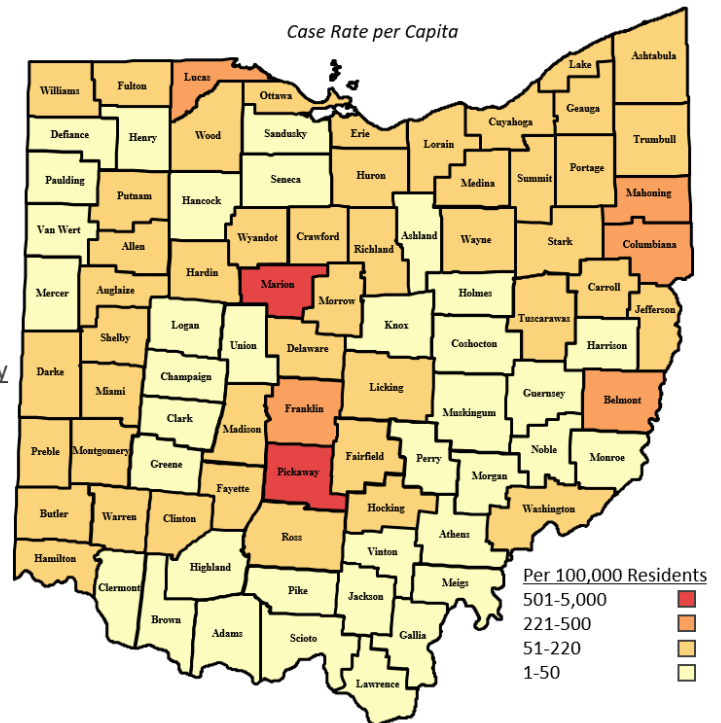 Case Rate per Capita
Ashtabula
Lake
Lucas
Williams
Fulton
Ottawa
Geauga
Cuyahoga
Defiance
Henry
Wood
Sandusky
Erie
Lorain
Trumbull
Paulding
Seneca
Huron
Medina
Summit
Portage
Putnam
Hancock
Mahoning
Van Wert
Allen
Wyandot
Crawford
Richland
Ashland
Wayne
Stark
Columbiana
Hardin
Mercer
Auglaize
Marion
Morrow
Holmes
Carroll
Jefferson
Logan
Union
Knox
Tuscarawas
Shelby
Delaware
Coshocton
Harrison
y
Darke
Champaign
Miami
Licking
Guernsey
Belmont
Clark
Franklin
Muskingum
Madison
Preble
Montgomery
Greene
Pickaway
Fairfield
Perry
Noble
Monroe
Morgan
Fayette
Butler
Warren
Clinton
Hocking
Washington
Ross
Athens
Hamilton
Vinton
Highland
Clermont
Pike
Jackson
Meigs
Per 100,000 Residents
501-5,000
221-500
51-220
1-50
Brown
Adams
Scioto
Gallia
Lawrence